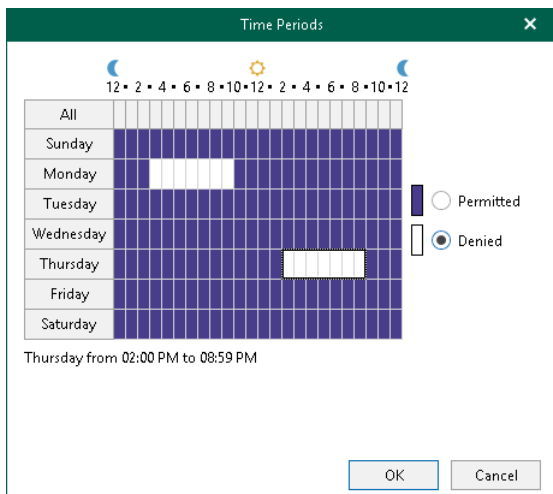 Time Periods
12 • 2 • 4 • 6 • 8 • 10 • 12 • 2 • 4 • 6 • 8 • 10 • 12
All
Sunday
Monday
Tuesday
Wednesday
Thursday
Friday
Saturday
Permitted
Denied
Thursday from 02:00 PM to 08:59 PM
OK Cancel